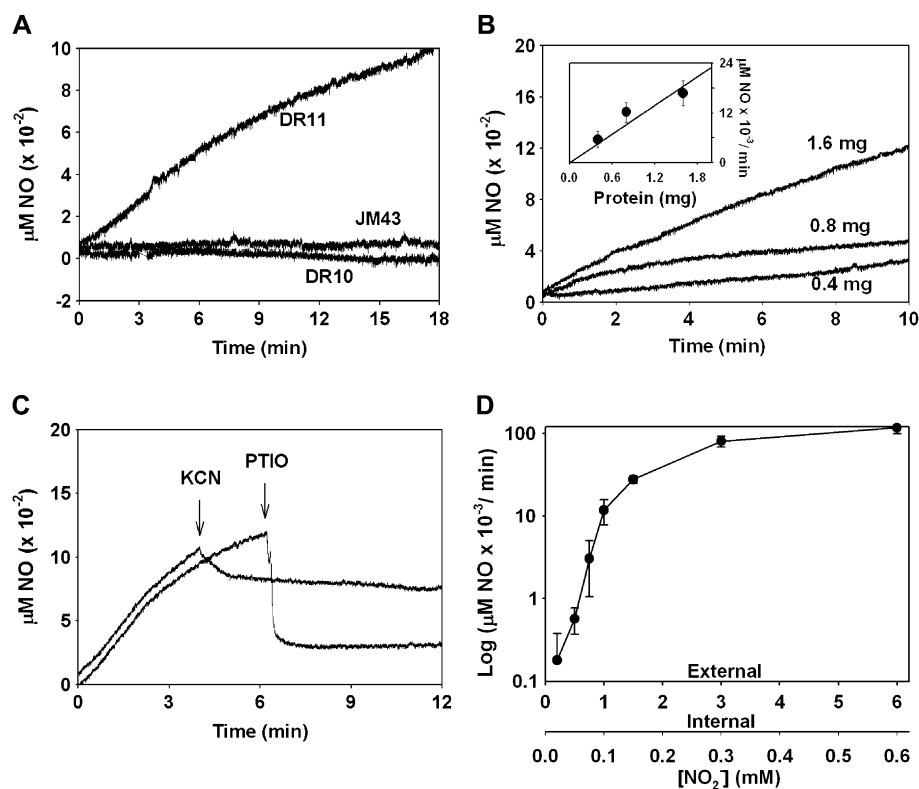 A
μM NO (x 10-2)
10
8
6
4
2
0
-2
DR11
JM43
DR10
0 3 6 9 12 15 18
Time (min)
B
μM NO (x 10-2)
20
16
12
8
4
0
24
12
0
μM NO x 10-3/ min
0.0 0.6 1.2 1.8
Protein (mg)
1.6 mg
0.8 mg
0.4 mg
0 2 4 6 8 10
Time (min)
C
μM NO (x 10-2)
20
15
10
5
0
KCN
PTIO
0 3 6 9 12
Time (min)
D
Log (μM NO x 10-3/ min)
100
10
1
0.1
External
0 1 2 3 4 5 6
Internal
0.0 0.1 0.2 0.3 0.4 0.5 0.6
[NO2-] (mM)